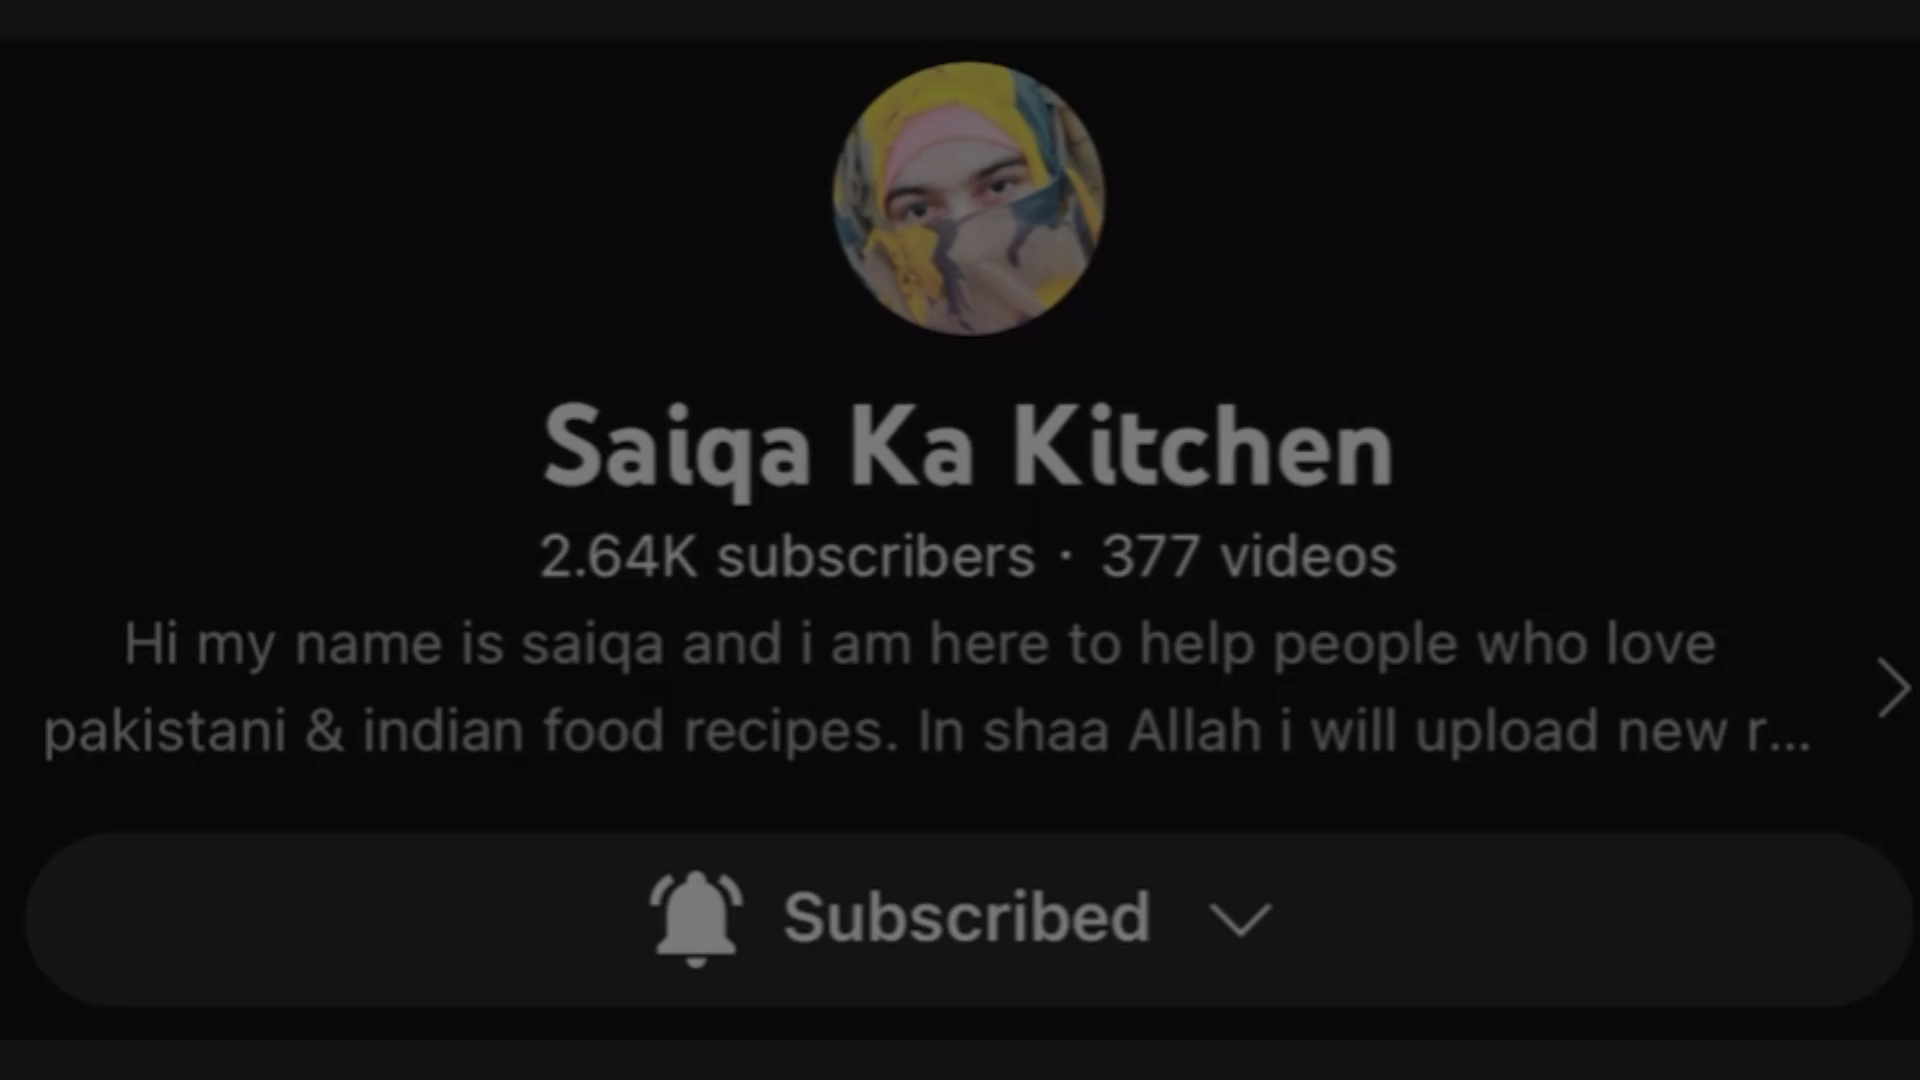 Saiqa Ka Kitchen
2.64K subscribers · 377 videos
Hi my name is saiqa and i am here to help people who love
pakistani & indian food recipes. In shaa Allah i will upload new r...
Subscribed